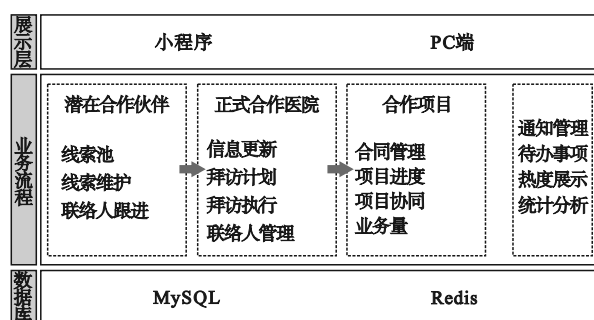 展示层
小程序
PC端
业务流程
潜在合作伙伴
线索池
线索维护
联络人跟进
正式合作医院
信息更新
拜访计划
拜访执行
联络人管理
合作项目
合同管理
项目进度
项目协同
业务量
通知管理
待办事项
热度展示
统计分析
数据库
MySQL
Redis